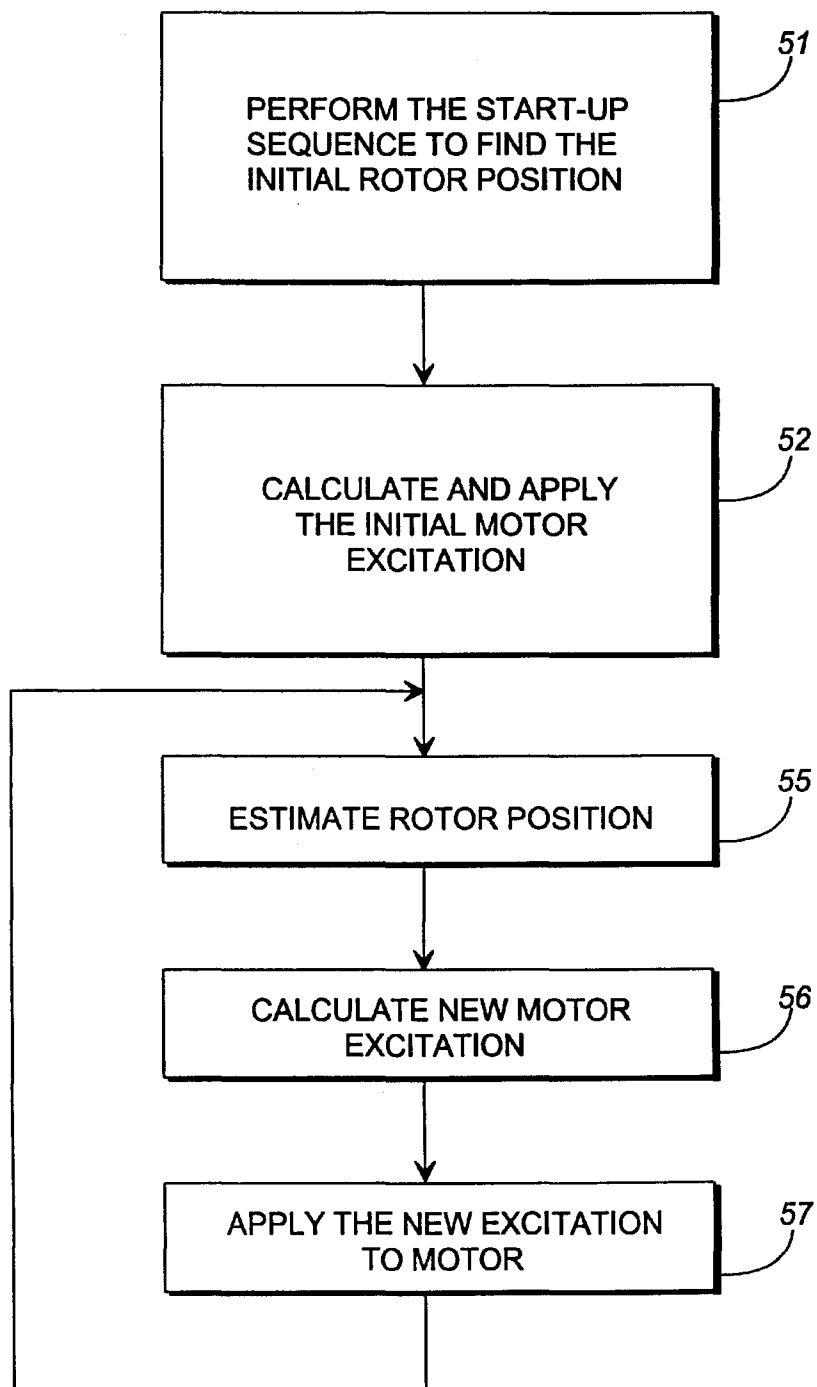 51
PERFORM THE START-UP
SEQUENCE TO FIND THE
INITIAL ROTOR POSITION
52
CALCULATE AND APPLY
THE INITIAL MOTOR
EXCITATION
55
ESTIMATE ROTOR POSITION
56
CALCULATE NEW MOTOR
EXCITATION
57
APPLY THE NEW EXCITATION
TO MOTOR